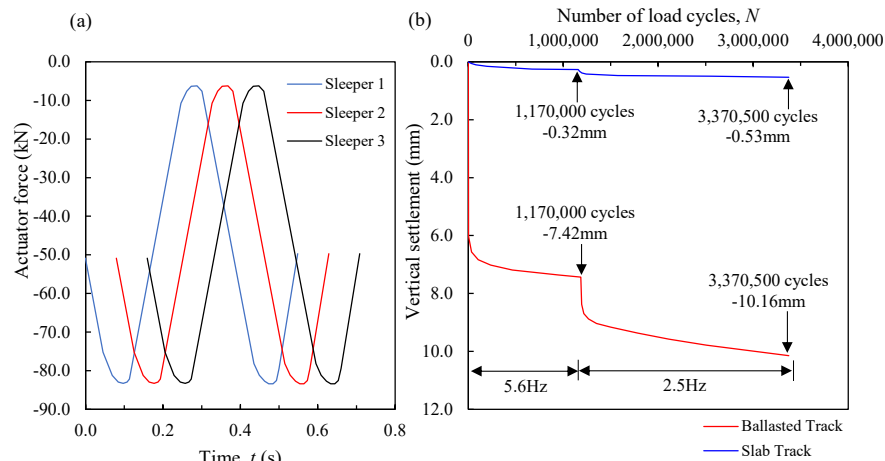 (a)
0.0
-10.0
-20.0
-30.0
-40.0
-50.0
-60.0
-70.0
-80.0
-90.0
Actuator force (kN)
Sleeper 1
Sleeper 2
Sleeper 3
0.0 0.2 0.4 0.6 0.8
Time, t (s)
(b)
Number of load cycles, N
0 1,000,000 2,000,000 3,000,000 4,000,000
0.0
2.0
4.0
6.0
8.0
10.0
12.0
Vertical settlement (mm)
1,170,000 cycles
-0.32mm
3,370,500 cycles
-0.53mm
1,170,000 cycles
-7.42mm
3,370,500 cycles
-10.16mm
5.6Hz
2.5Hz
Ballasted Track
Slab Track